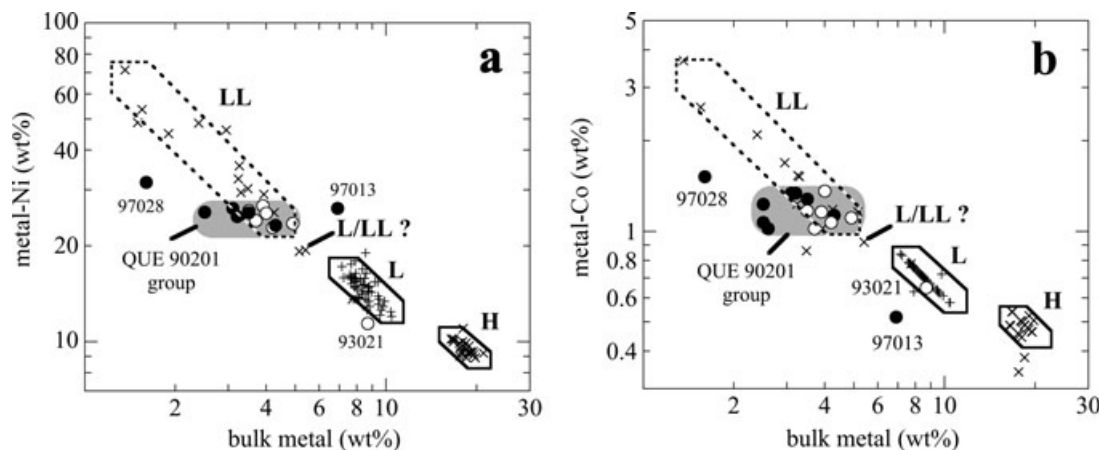 a
metal-Ni (wt%)
100
80
60
40
20
10
LL
97028
97013
L/LL ?
QUE 90201
group
L
93021
H
2
4
6
8
10
30
bulk metal (wt%)
b
metal-Co (wt%)
5
3
1
0.8
0.6
0.4
LL
97028
L/LL ?
QUE 90201
group
L
93021
97013
H
2
4
6
8
10
30
bulk metal (wt%)